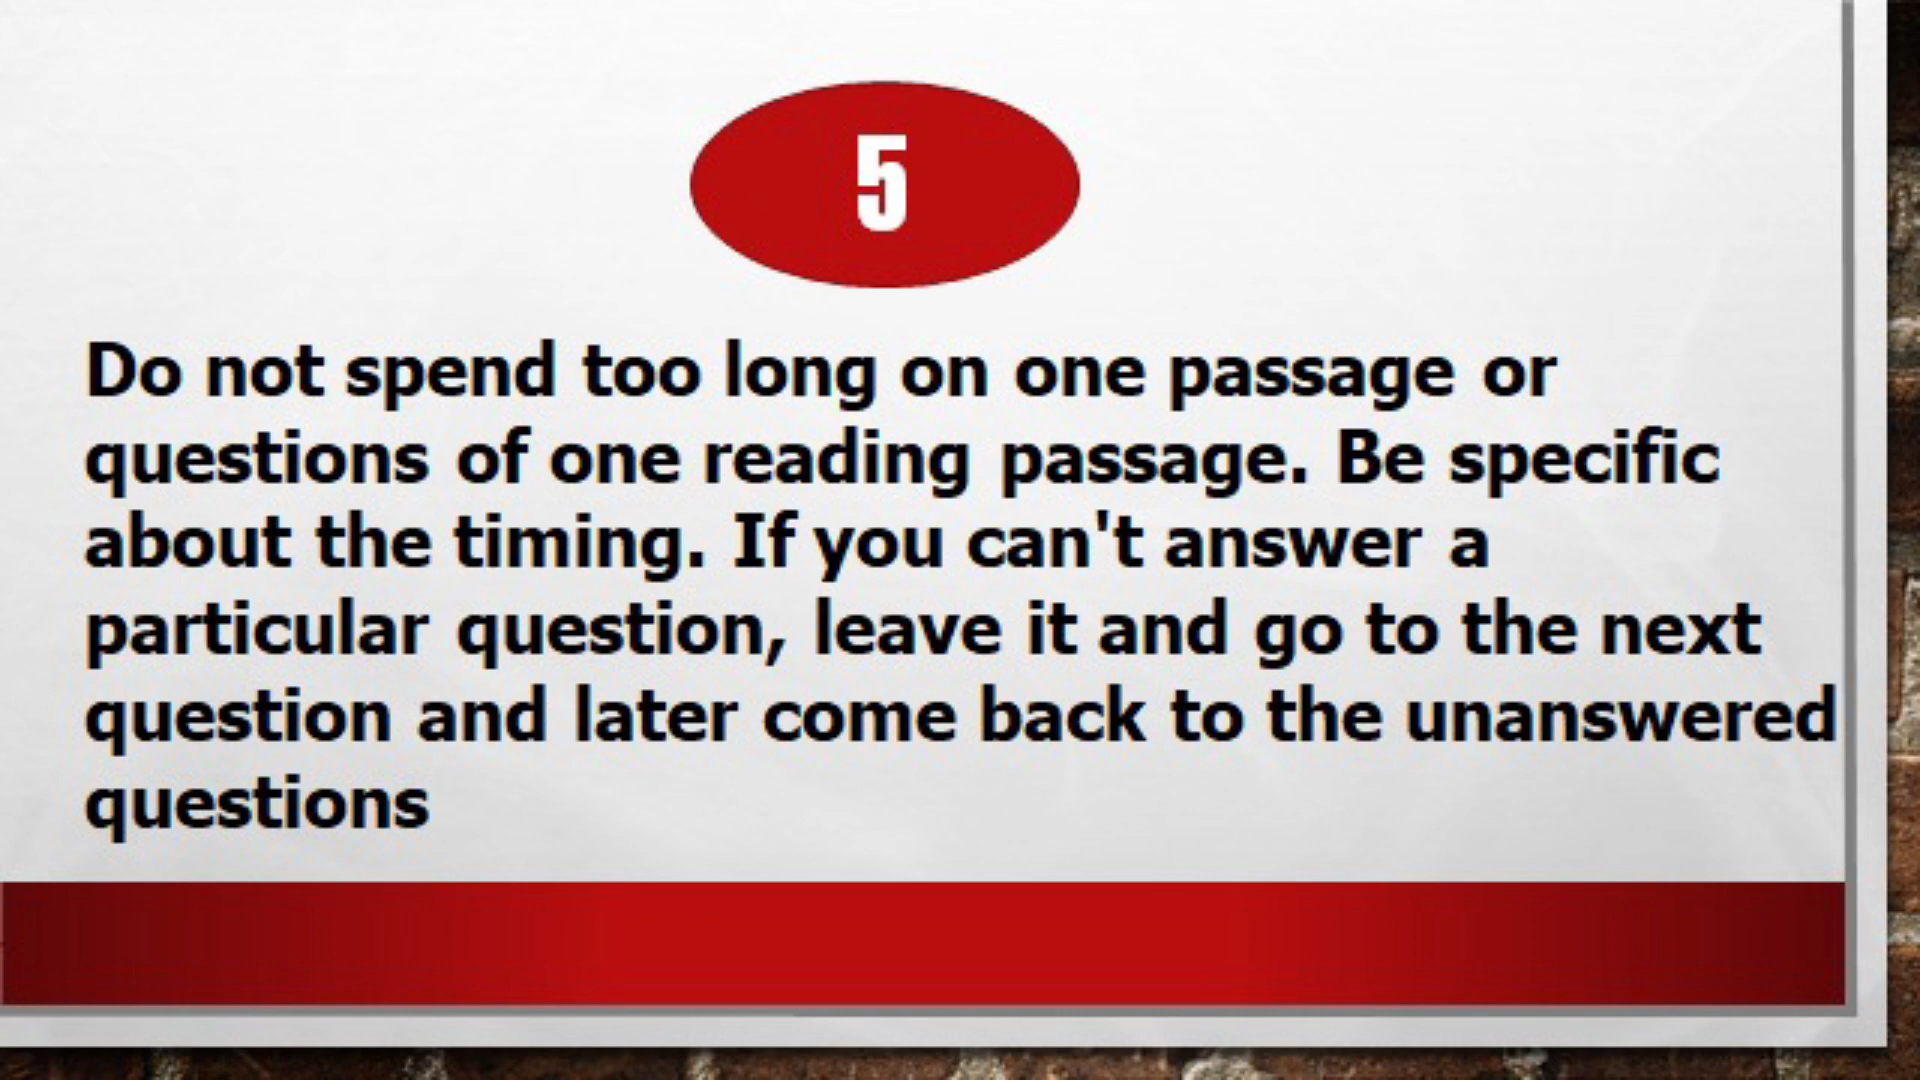 5
Do not spend too long on one passage or
questions of one reading passage. Be specific
about the timing. If you can't answer a
particular question, leave it and go to the next
question and later come back to the unanswered
questions